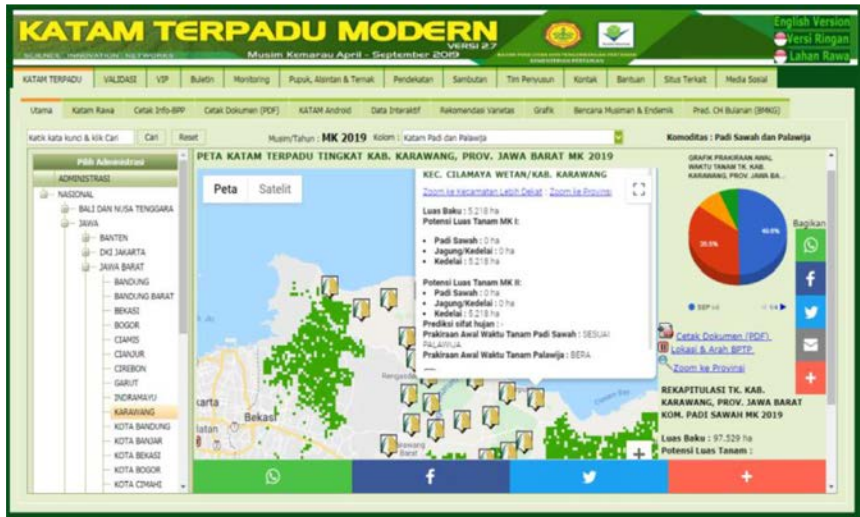 KATAM TERPADU MODERN
VERSI 2.7
SCIENCE . INNOVATION . NETWORKS
Musim Kemarau April - September 2019
KEMENTERIAN PERTANIAN
English Version
Versi Ringan
Lahan Rawa
KATAM TERPADU VALIDASI VIP Buletin Monitoring Pupuk, Alsintan & Ternak Pendekatan Sambutan Tim Penyusun Kontak Bantuan Situs Terkait Media Sosial
Utama Katam Rawa Cetak Info-BPP Cetak Dokumen (PDF) KATAM Android Data Interaktif Rekomendasi Varietas Grafik Bencana Musiman & Endemik Pred. CH Bulanan (BMKG)
Ketik kata kunci & klik Cari Cari Reset Musim/Tahun : MK 2019 Kolom : Katam Padi dan Palawija Komoditas : Padi Sawah dan Palawija
Pilih Administrasi
ADMINISTRASI
NASIONAL
BALI DAN NUSA TENGGARA
JAWA
BANTEN
DKI JAKARTA
JAWA BARAT
BANDUNG
BANDUNG BARAT
BEKASI
BOGOR
CIAMIS
CIANJUR
CIREBON
GARUT
INDRAMAYU
KARAWANG
KOTA BANDUNG
KOTA BANJAR
KOTA BEKASI
KOTA BOGOR
KOTA CIMAHI
PETA KATAM TERPADU TINGKAT KAB. KARAWANG, PROV. JAWA BARAT MK 2019
Peta Satelit
KEC. CILAMAYA WETAN/KAB. KARAWANG
Zoom ke Kecamatan Lebih Dekat : Zoom ke Provinsi
Luas Baku : 5.218 ha
Potensi Luas Tanam MK I:
• Padi Sawah : 0 ha
• Jagung/Kedelai : 0 ha
• Kedelai : 5.218 ha
Potensi Luas Tanam MK II:
• Padi Sawah : 0 ha
• Jagung/Kedelai : 0 ha
• Kedelai : 5.218 ha
Prediksi sifat hujan : -
Prakiraan Awal Waktu Tanam Padi Sawah : SESUAI
PALAWIJA
Prakiraan Awal Waktu Tanam Palawija : BERA
Bekasi
GRAFIK PRAKIRAAN AWAL
WAKTU TANAM TK. KAB.
KARAWANG, PROV. JAWA BA...
Bagikan
Cetak Dokumen (PDF)
Lokasi & Arah BPTP
Zoom ke Provinsi
REKAPITULASI TK. KAB.
KARAWANG, PROV. JAWA BARAT
KOM. PADI SAWAH MK 2019
Luas Baku : 97.529 ha
Potensi Luas Tanam :